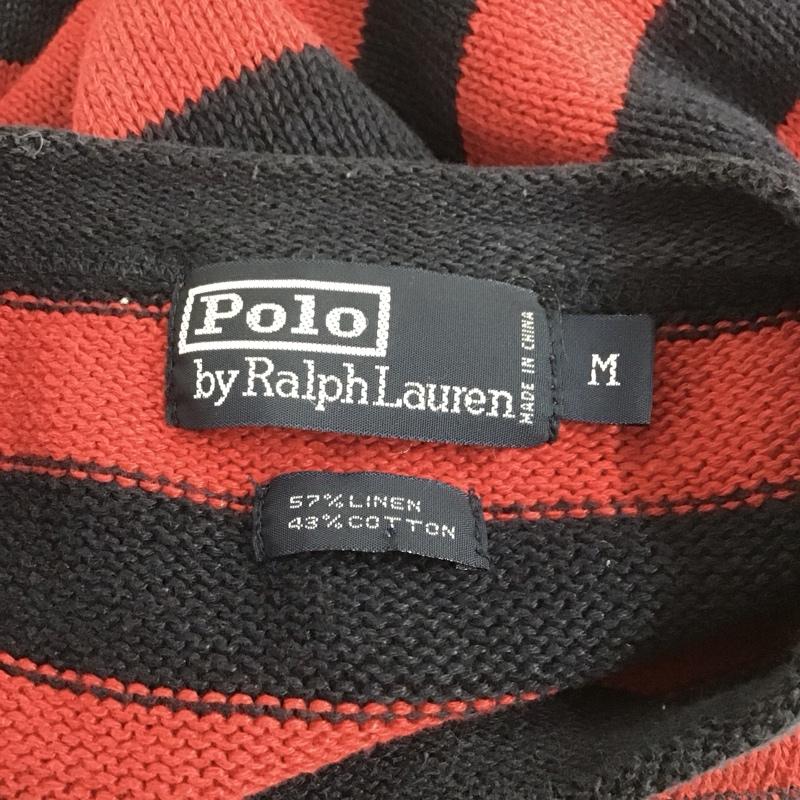 Polo
by Ralph Lauren
MADE IN CHINA
M
57% LINEN
43% COTTON